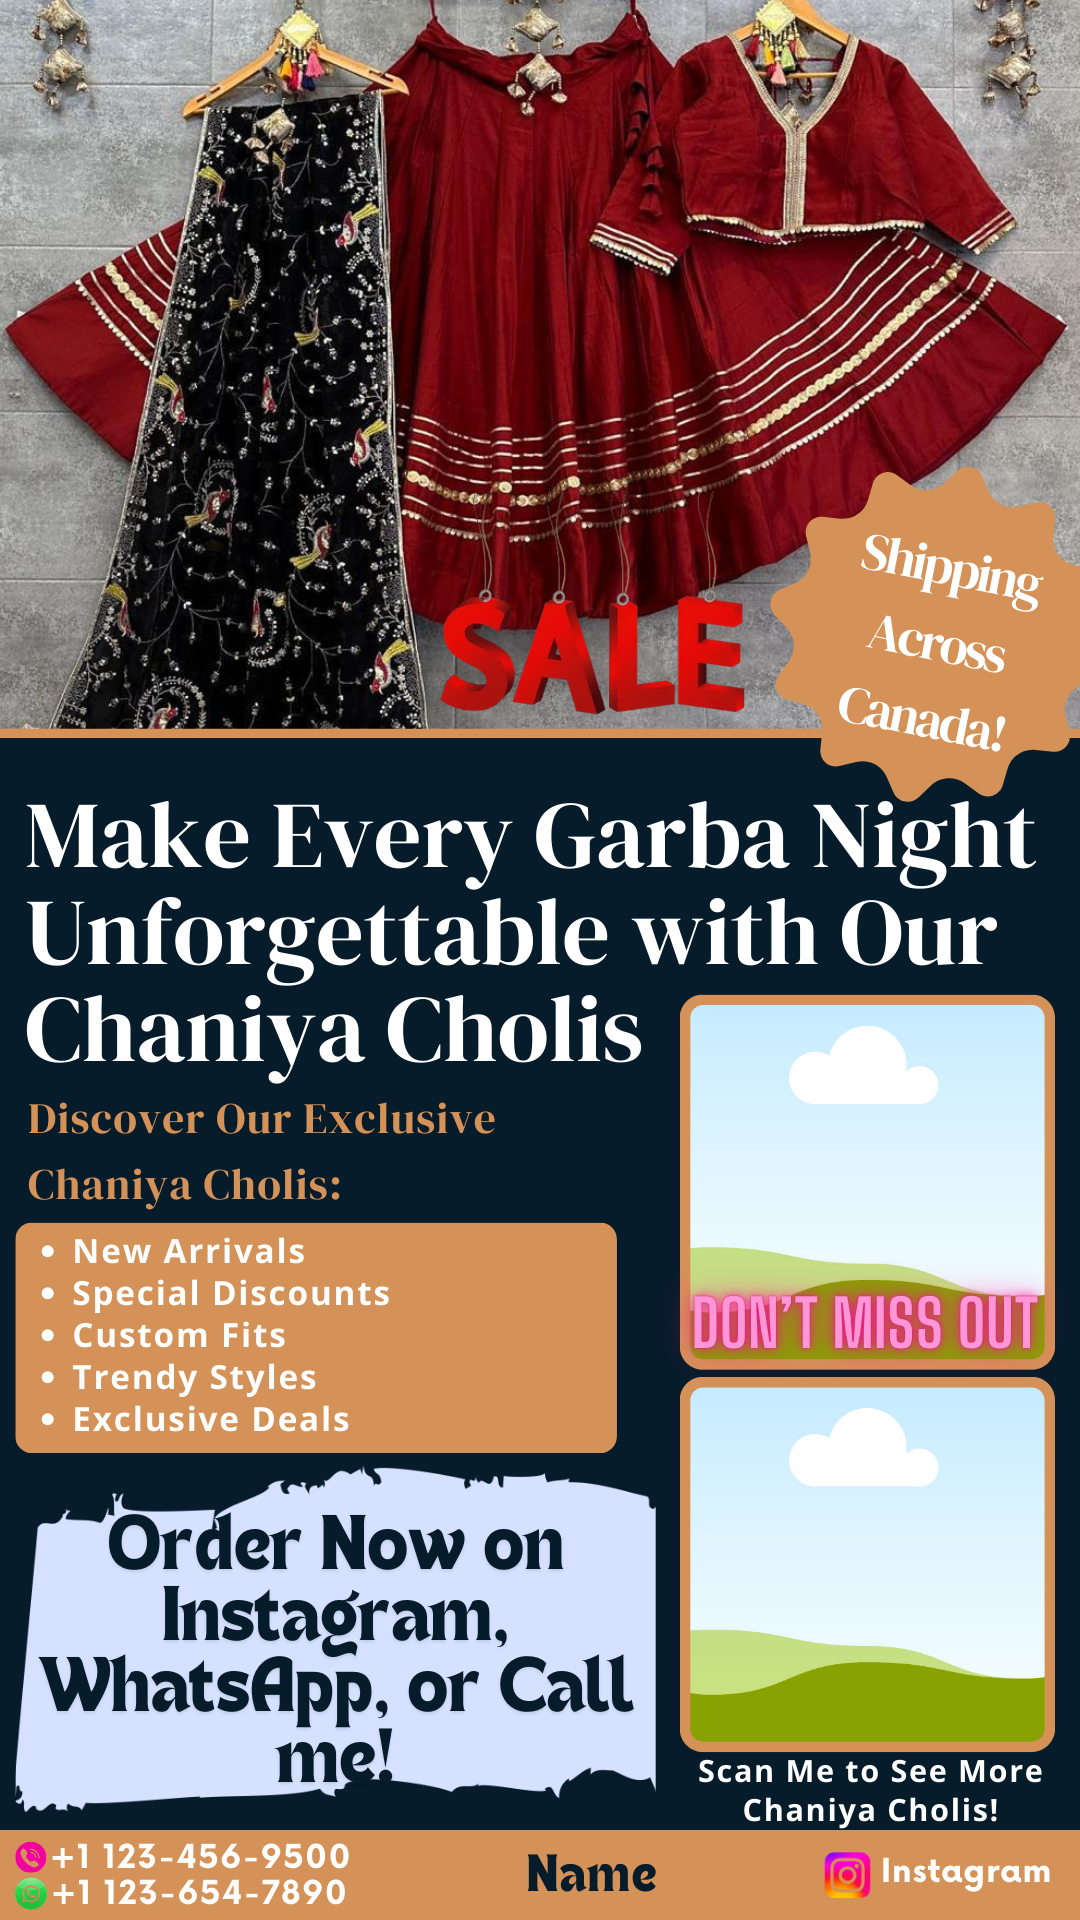 SALE
Shipping
Across
Canada!
Make Every Garba Night
Unforgettable with Our
Chaniya Cholis
Discover Our Exclusive
Chaniya Cholis:
• New Arrivals
• Special Discounts
• Custom Fits
• Trendy Styles
• Exclusive Deals
DON'T MISS OUT
Order Now on
Instagram,
WhatsApp, or Call
me!
Scan Me to See More
Chaniya Cholis!
+1 123-456-9500
+1 123-654-7890
Name
Instagram